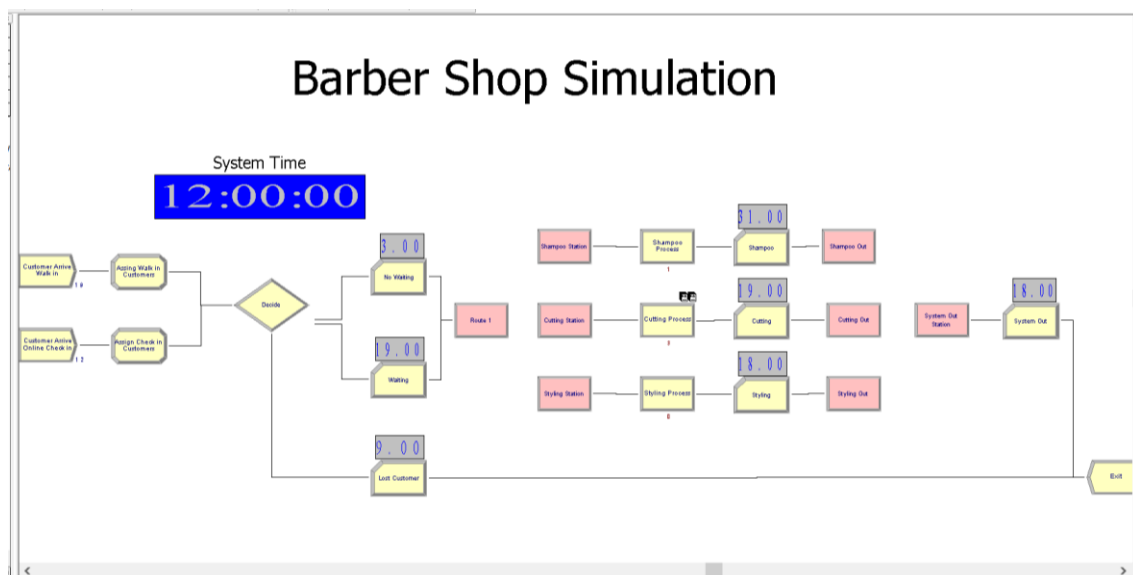 Barber Shop Simulation
System Time
12:00:00
Customer Arrive
Walk in
19
Assing Walk in
Customers
Customer Arrive
Online Check in
12
Assign Check in
Customers
Decide
3.00
No Waiting
19.00
Waiting
9.00
Lost Customer
Route 1
Shampoo Station
Shampoo
Process
1
31.00
Shampoo
Shampoo Out
Cutting Station
Cutting Process
19.00
Cutting
Cutting Out
Styling Station
Styling Process
18.00
Styling
Styling Out
System Out
Station
18.00
System Out
Exit